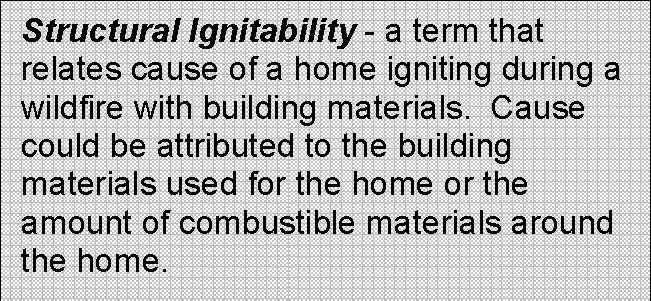 Structural Ignitability - a term that
relates cause of a home igniting during a
wildfire with building materials.  Cause
could be attributed to the building
materials used for the home or the
amount of combustible materials around
the home.